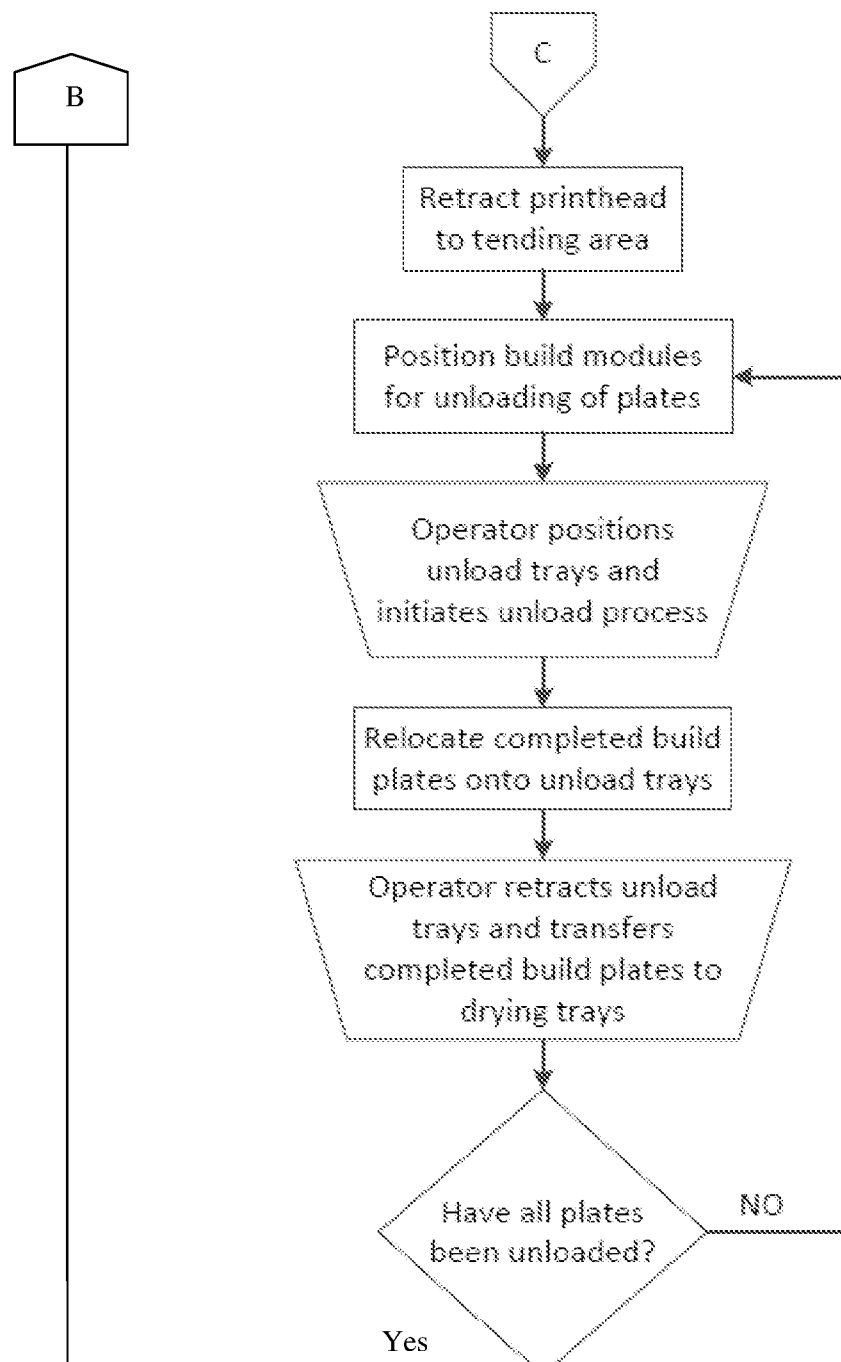 B
C
Retract printhead
to tending area
Position build modules
for unloading of plates
Operator positions
unload trays and
initiates unload process
Relocate completed build
plates onto unload trays
Operator retracts unload
trays and transfers
completed build plates to
drying trays
Have all plates
been unloaded?
NO
Yes